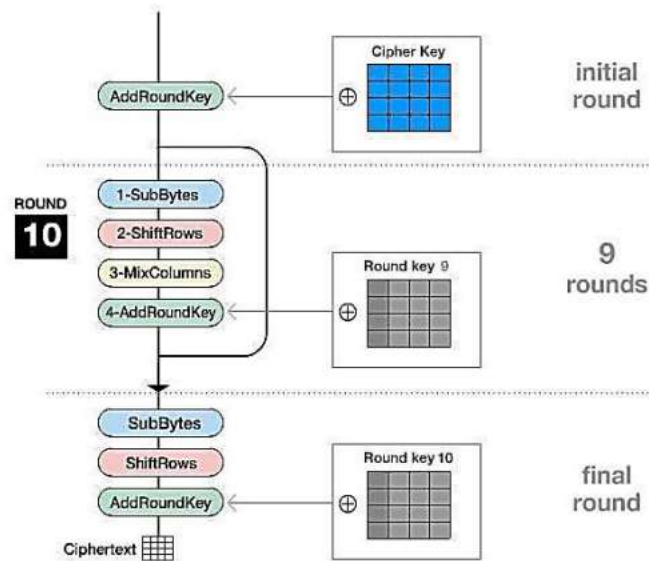 Cipher Key
AddRoundKey
initial
round
ROUND
10
1-SubBytes
2-ShiftRows
3-MixColumns
4-AddRoundKey
Round key 9
9
rounds
SubBytes
ShiftRows
AddRoundKey
Round key 10
final
round
Ciphertext